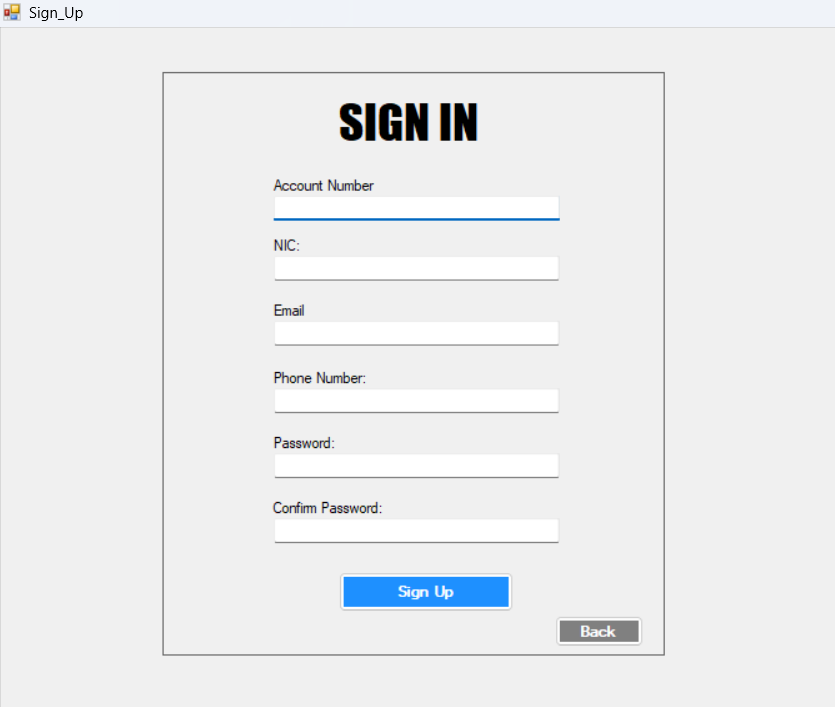 Sign_Up
SIGN IN
Account Number
NIC:
Email
Phone Number:
Password:
Confirm Password:
Sign Up
Back